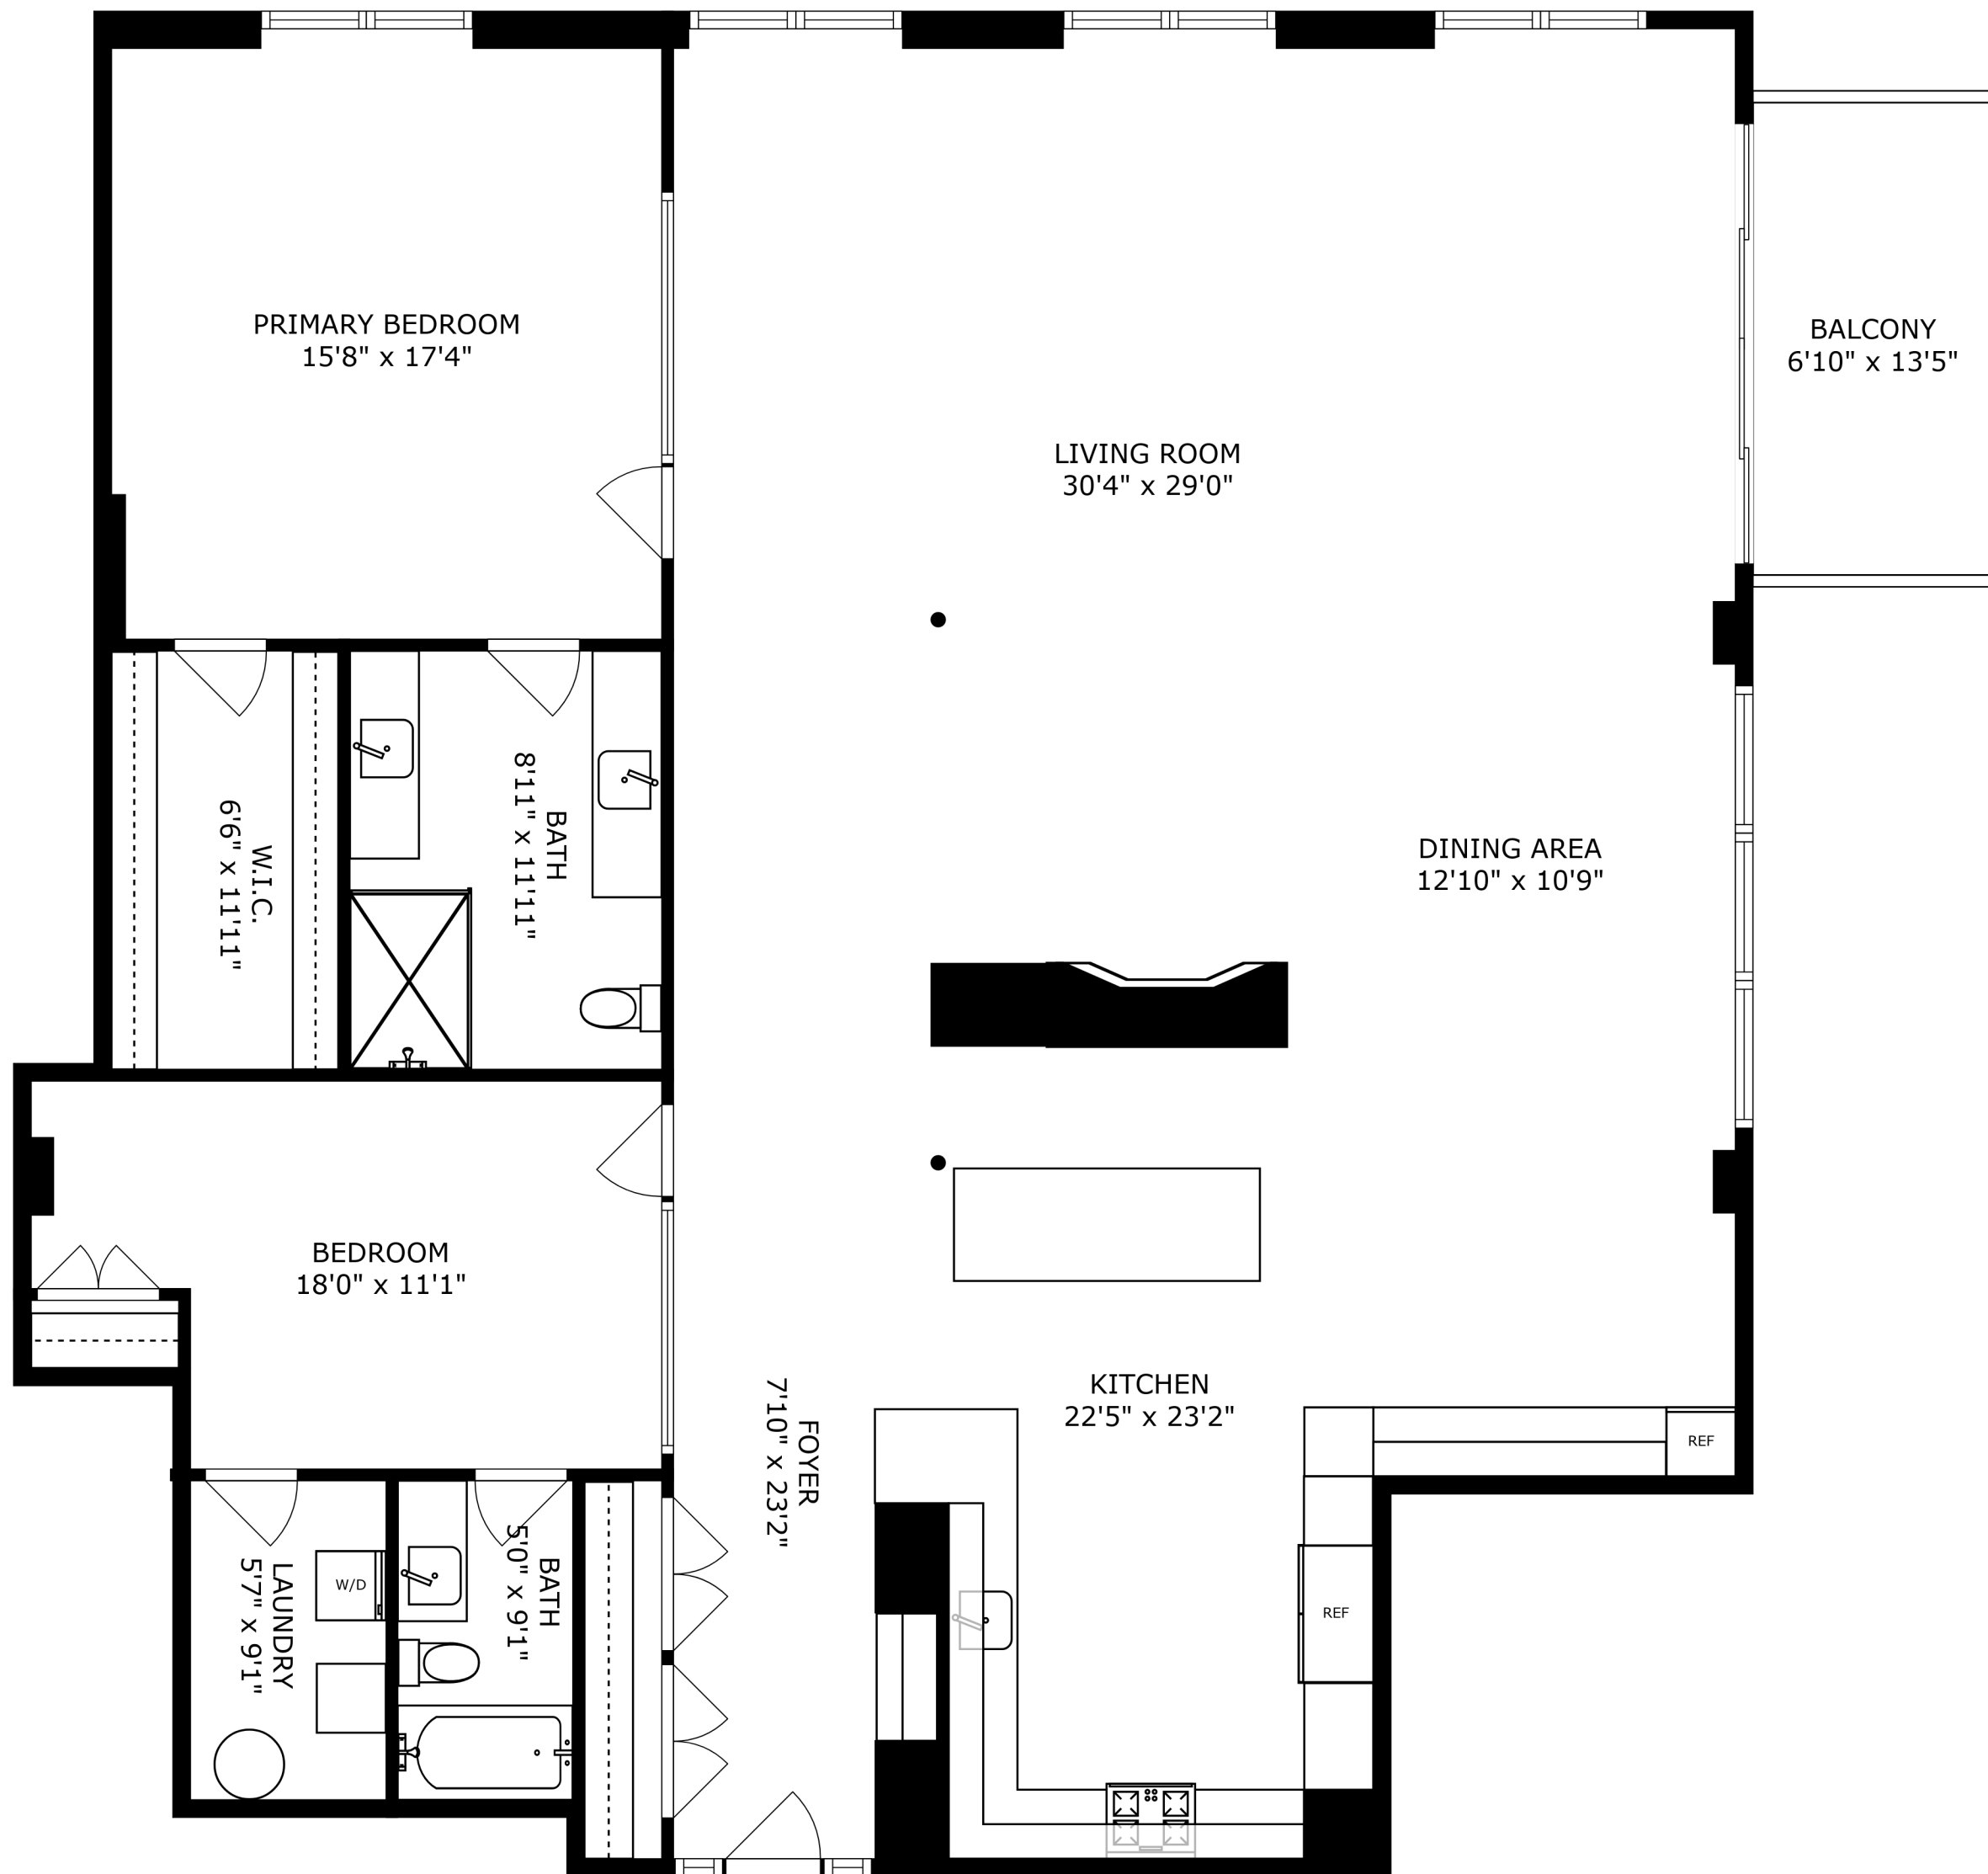 PRIMARY BEDROOM
15'8" x 17'4"
BALCONY
6'10" x 13'5"
LIVING ROOM
30'4" x 29'0"
W.I.C.
6'6" x 11'11"
BATH
8'11" x 11'11"
DINING AREA
12'10" x 10'9"
BEDROOM
18'0" x 11'1"
FOYER
7'10" x 23'2"
KITCHEN
22'5" x 23'2"
REF
REF
LAUNDRY
5'7" x 9'1"
W/D
BATH
5'0" x 9'1"